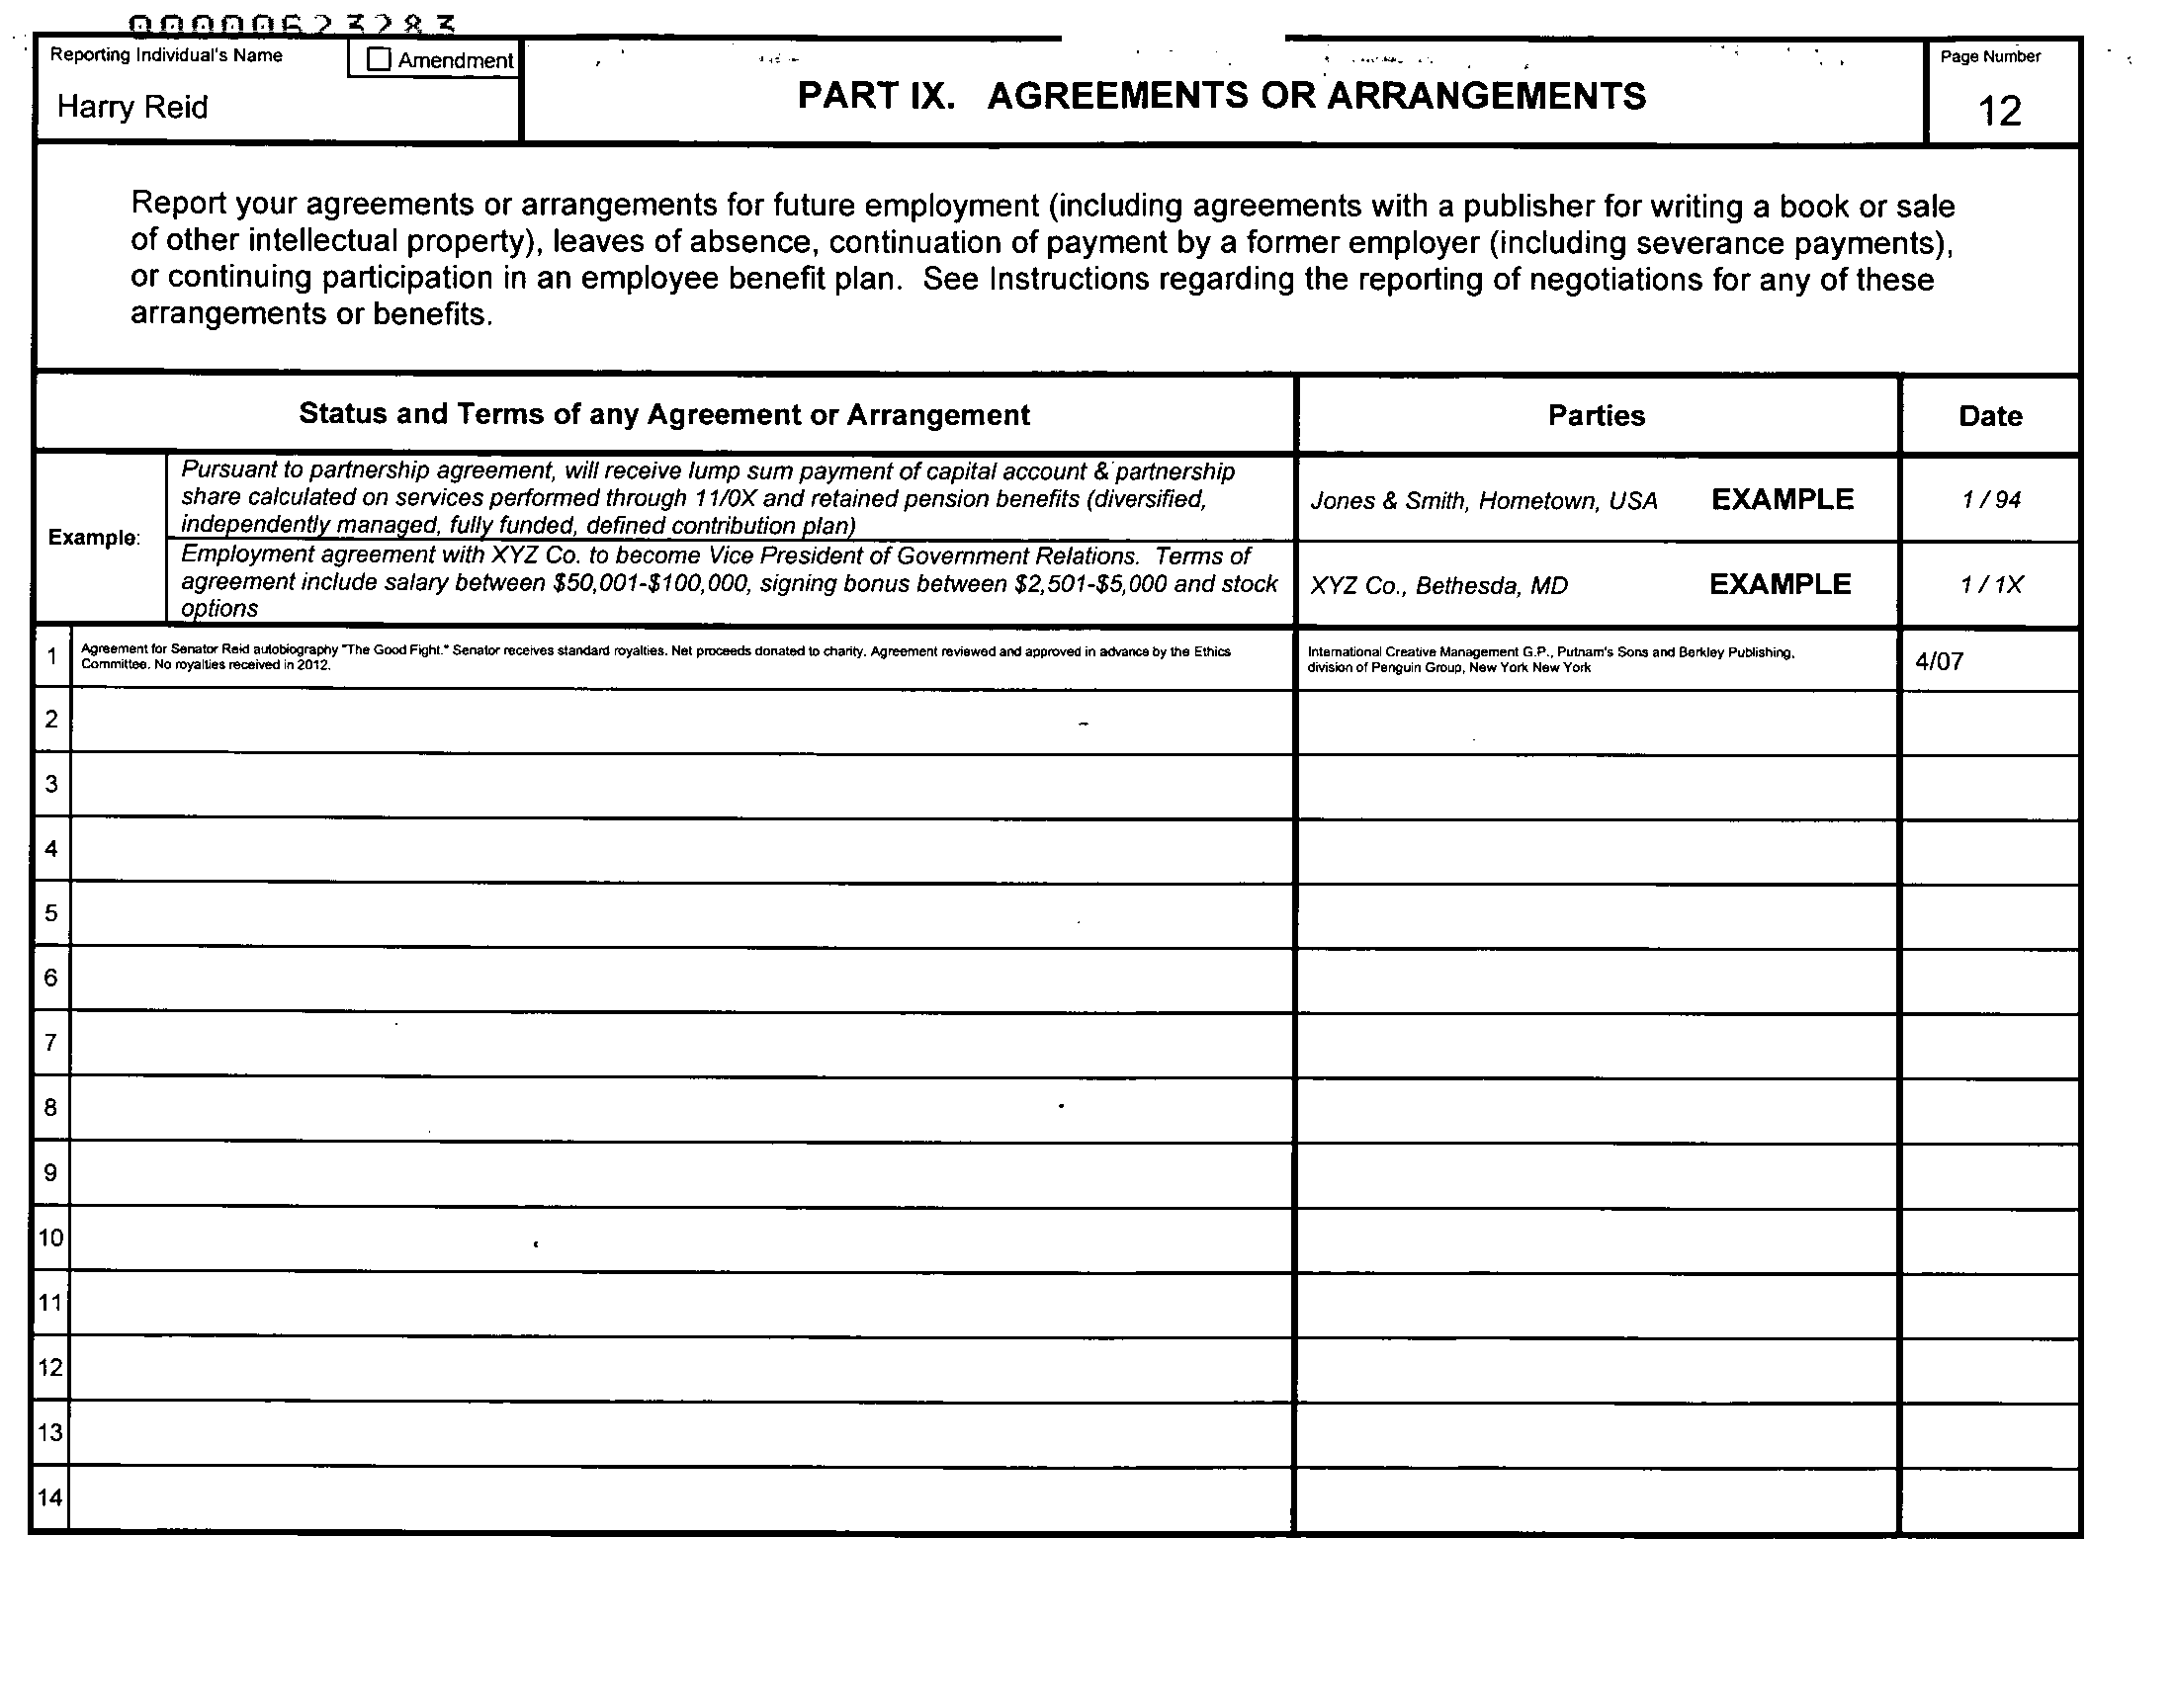 00000623283
Reporting Individual's Name
Amendment
Harry Reid
PART IX. AGREEMENTS OR ARRANGEMENTS
Page Number
12
Report your agreements or arrangements for future employment (including agreements with a publisher for writing a book or sale
of other intellectual property), leaves of absence, continuation of payment by a former employer (including severance payments),
or continuing participation in an employee benefit plan. See Instructions regarding the reporting of negotiations for any of these
arrangements or benefits.
Status and Terms of any Agreement or Arrangement
Parties
Date
Example:
Pursuant to partnership agreement, will receive lump sum payment of capital account & partnership
share calculated on services performed through 11/0X and retained pension benefits (diversified,
independently managed, fully funded, defined contribution plan)
Jones & Smith, Hometown, USA EXAMPLE
1 / 94
Employment agreement with XYZ Co. to become Vice President of Government Relations. Terms of
agreement include salary between $50,001-$100,000, signing bonus between $2,501-$5,000 and stock
options
XYZ Co., Bethesda, MD EXAMPLE
1 / 1X
1
Agreement for Senator Reid autobiography "The Good Fight." Senator receives standard royalties. Net proceeds donated to charity. Agreement reviewed and approved in advance by the Ethics
Committee. No royalties received in 2012.
International Creative Management G.P., Putnam's Sons and Berkley Publishing,
division of Penguin Group, New York New York
4/07
2
3
4
5
6
7
8
9
10
11
12
13
14